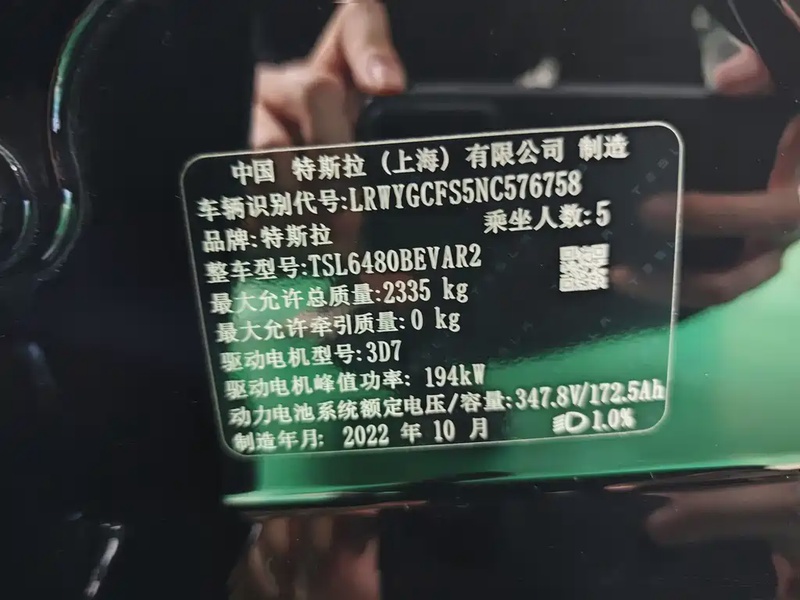 中国 特斯拉 (上海) 有限公司 制造
车辆识别代号:LRWYGCFS5NC576758
品牌:特斯拉 乘坐人数:5
整车型号:TSL6480BEVAR2
最大允许总质量:2335 kg
最大允许牵引质量:0 kg
驱动电机型号:3D7
驱动电机峰值功率: 194kW
动力电池系统额定电压/容量:347.8V/172.5Ah
制造年月: 2022 年 10 月 1.0%